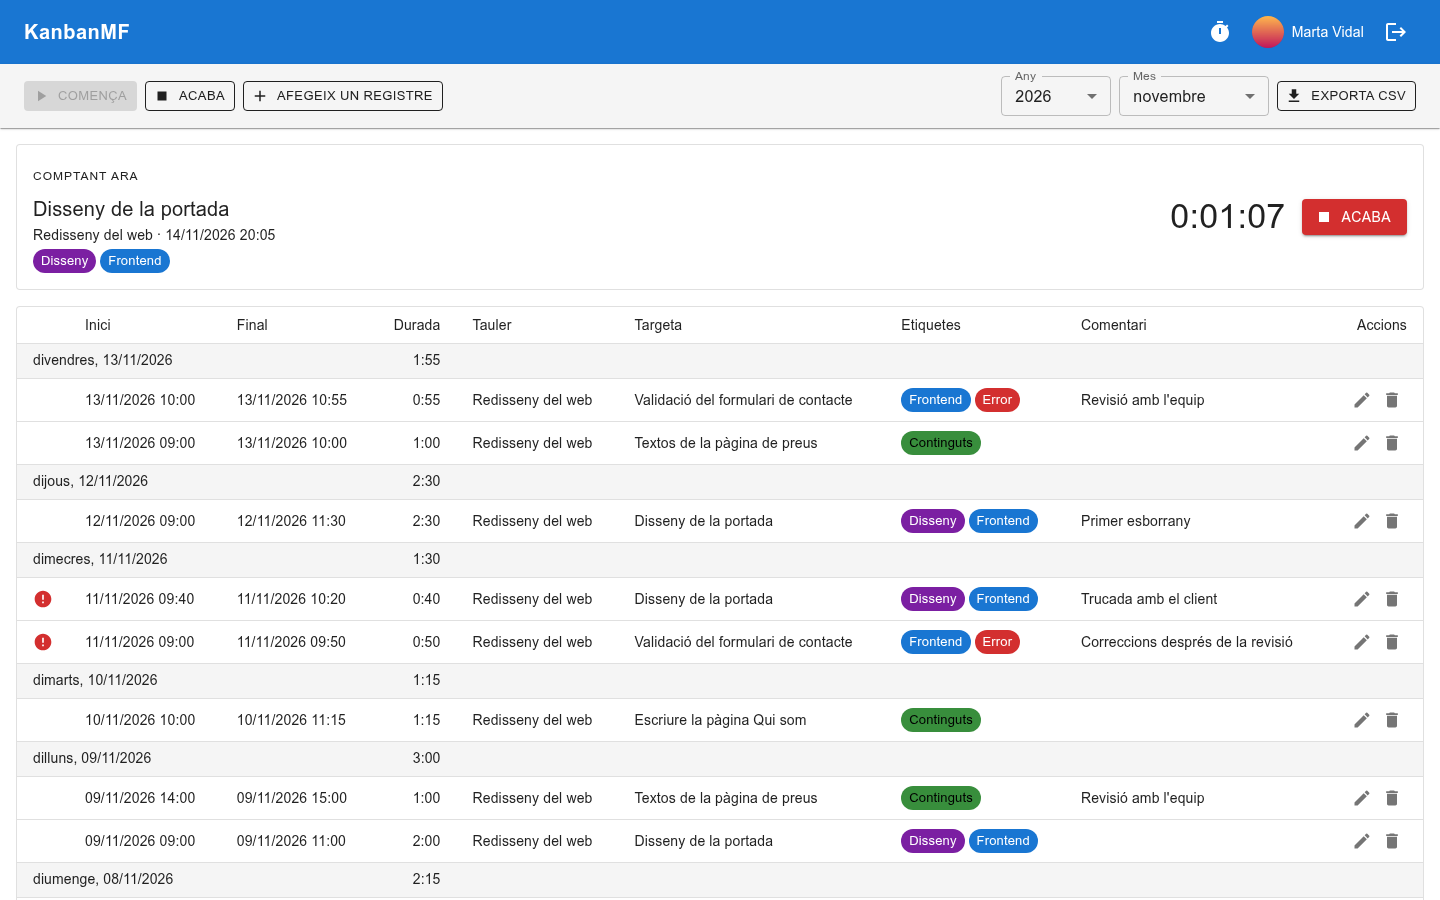 KanbanMF
Marta Vidal
COMENÇA
ACABA
AFEGEIX UN REGISTRE
Any
2026
Mes
novembre
EXPORTA CSV
COMPTANT ARA
Disseny de la portada
Redisseny del web · 14/11/2026 20:05
Disseny Frontend
0:01:07
ACABA
Inici Final Durada Tauler Targeta Etiquetes Comentari Accions
divendres, 13/11/2026 1:55
13/11/2026 10:00 13/11/2026 10:55 0:55 Redisseny del web Validació del formulari de contacte Frontend Error Revisió amb l'equip
13/11/2026 09:00 13/11/2026 10:00 1:00 Redisseny del web Textos de la pàgina de preus Continguts
dijous, 12/11/2026 2:30
12/11/2026 09:00 12/11/2026 11:30 2:30 Redisseny del web Disseny de la portada Disseny Frontend Primer esborrany
dimecres, 11/11/2026 1:30
11/11/2026 09:40 11/11/2026 10:20 0:40 Redisseny del web Disseny de la portada Disseny Frontend Trucada amb el client
11/11/2026 09:00 11/11/2026 09:50 0:50 Redisseny del web Validació del formulari de contacte Frontend Error Correccions després de la revisió
dimarts, 10/11/2026 1:15
10/11/2026 10:00 10/11/2026 11:15 1:15 Redisseny del web Escriure la pàgina Qui som Continguts
dilluns, 09/11/2026 3:00
09/11/2026 14:00 09/11/2026 15:00 1:00 Redisseny del web Textos de la pàgina de preus Continguts Revisió amb l'equip
09/11/2026 09:00 09/11/2026 11:00 2:00 Redisseny del web Disseny de la portada Disseny Frontend
diumenge, 08/11/2026 2:15